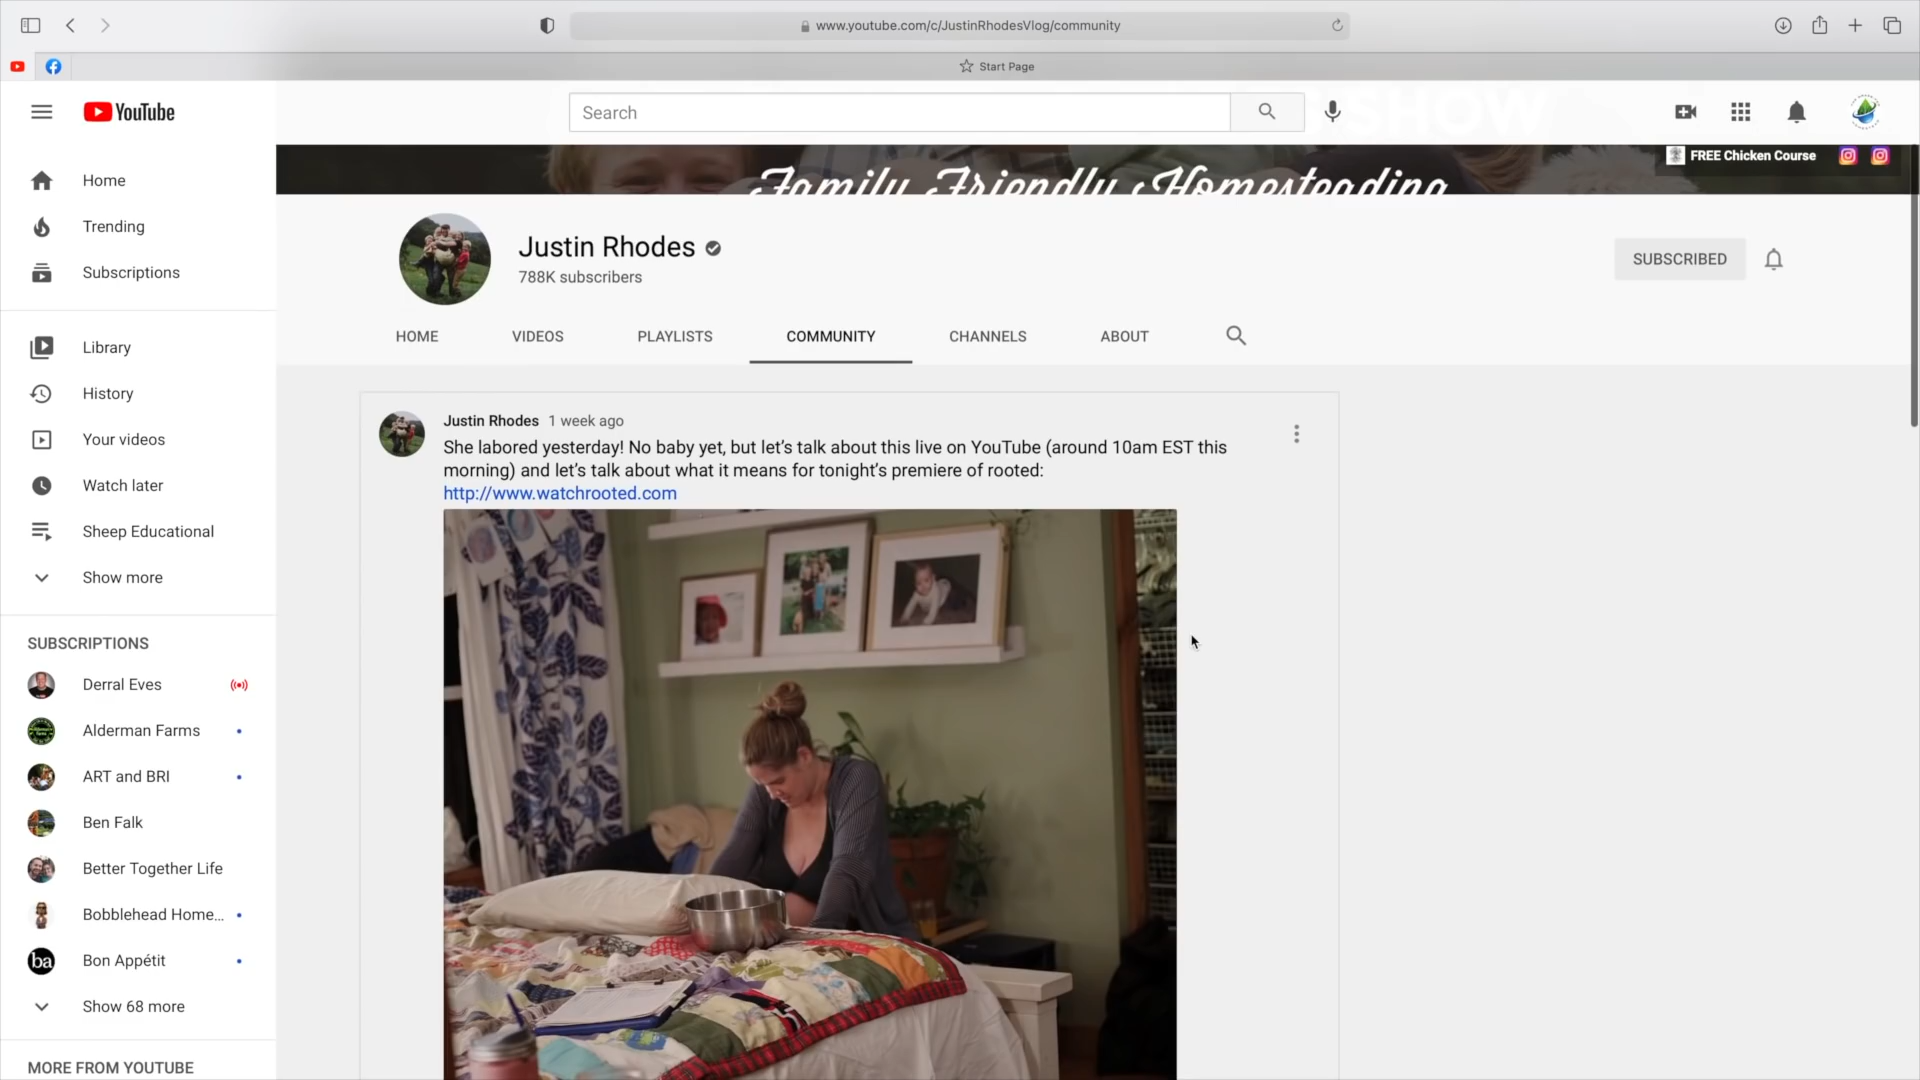 www.youtube.com/c/JustinRhodesVlog/community
Start Page
YouTube
Search
SHOW
Home
Trending
Subscriptions
Library
History
Your videos
Watch later
Sheep Educational
Show more
SUBSCRIPTIONS
Derral Eves
Alderman Farms
ART and BRI
Ben Falk
Better Together Life
Bobblehead Home...
ba Bon Appétit
Show 68 more
MORE FROM YOUTUBE
Family Friendly Homesteading
FREE Chicken Course
Justin Rhodes
788K subscribers
SUBSCRIBED
HOME VIDEOS PLAYLISTS COMMUNITY CHANNELS ABOUT
Justin Rhodes 1 week ago
She labored yesterday! No baby yet, but let’s talk about this live on YouTube (around 10am EST this
morning) and let’s talk about what it means for tonight’s premiere of rooted:
http://www.watchrooted.com